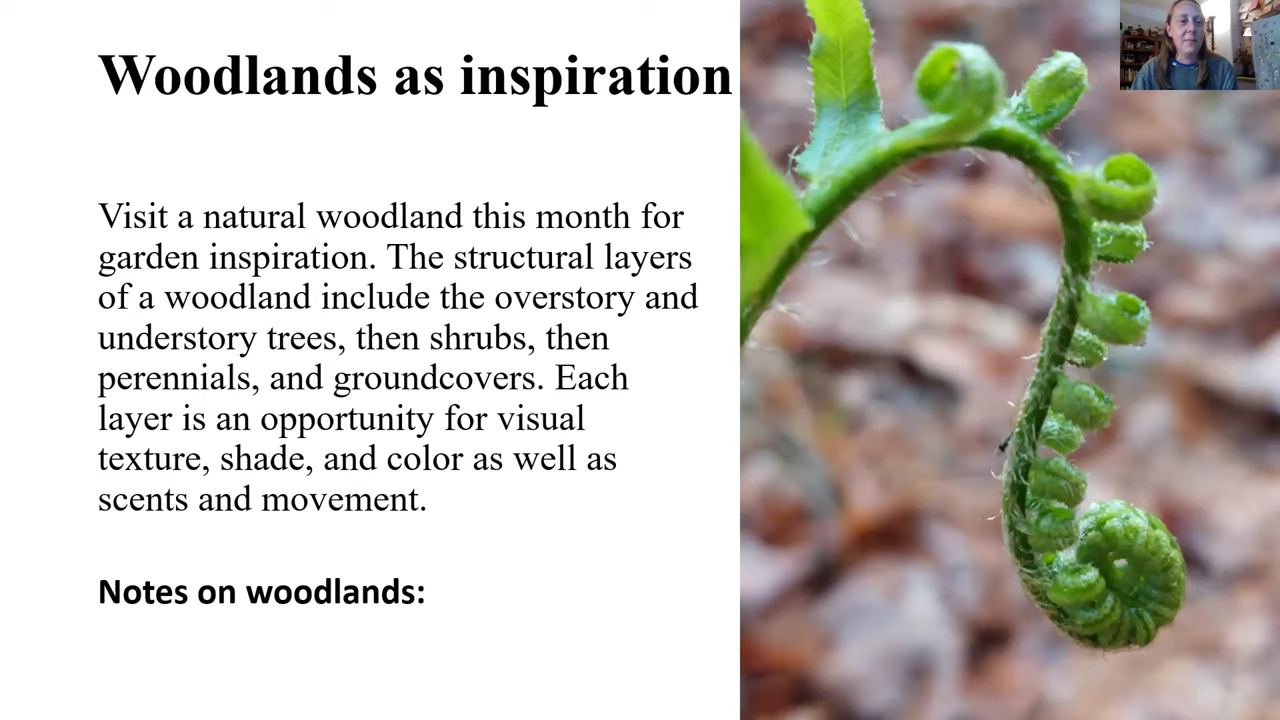 Woodlands as inspiration
Visit a natural woodland this month for
garden inspiration. The structural layers
of a woodland include the overstory and
understory trees, then shrubs, then
perennials, and groundcovers. Each
layer is an opportunity for visual
texture, shade, and color as well as
scents and movement.
Notes on woodlands: